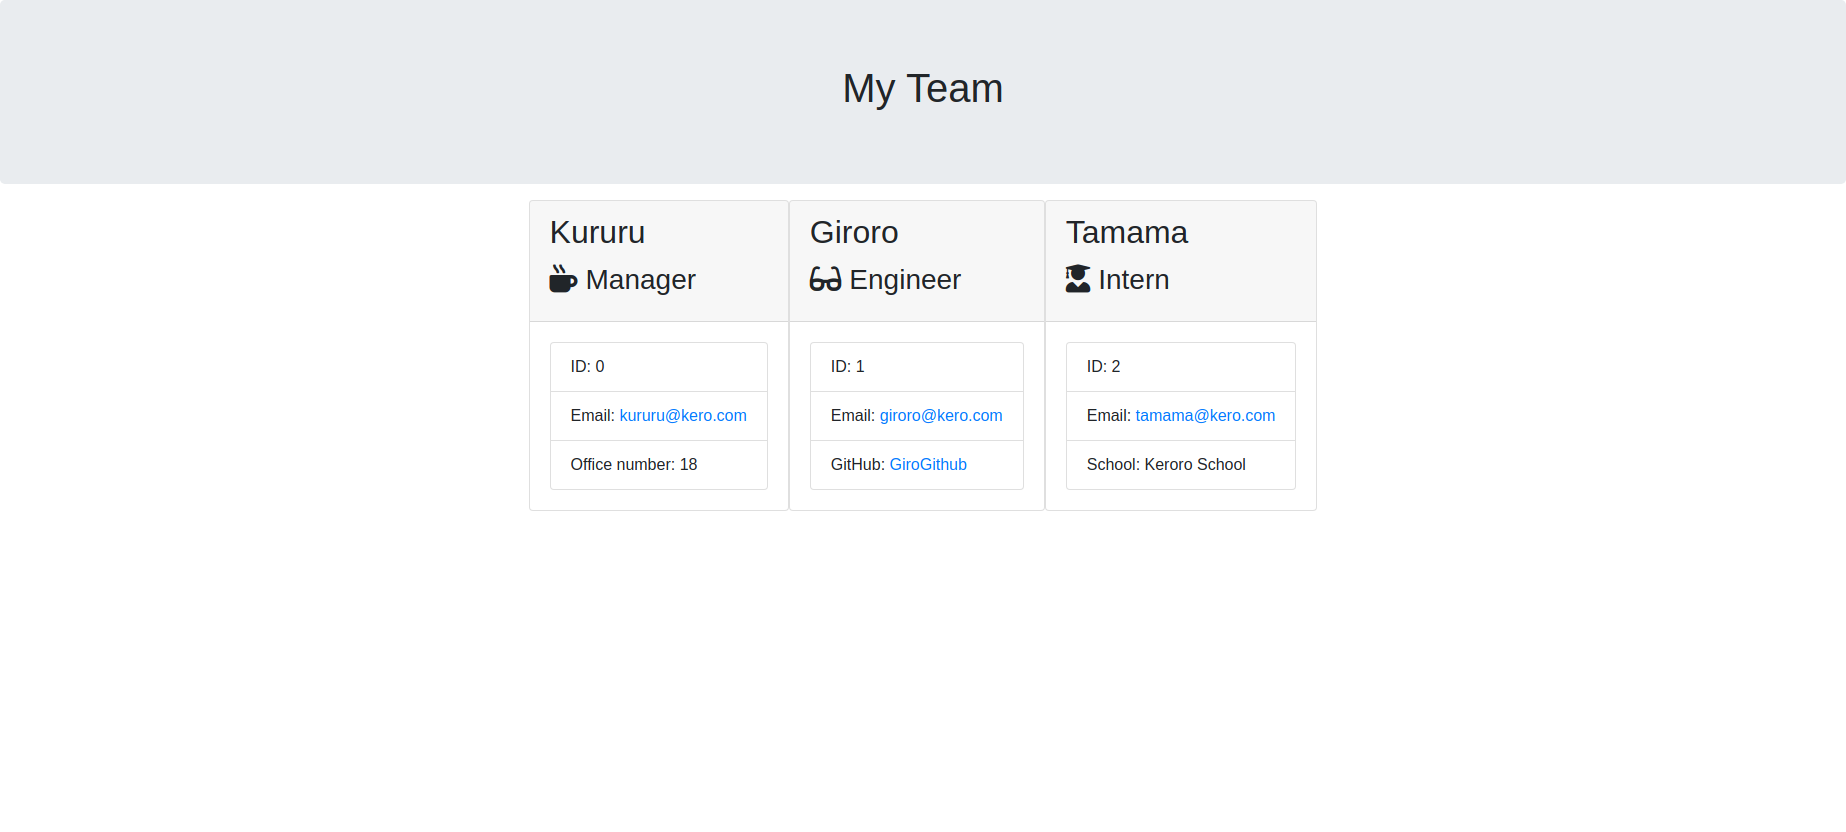 My Team
Kururu
Manager
ID: 0
Email: kururu@kero.com
Office number: 18
Giroro
Engineer
ID: 1
Email: giroro@kero.com
GitHub: GiroGithub
Tamama
Intern
ID: 2
Email: tamama@kero.com
School: Keroro School